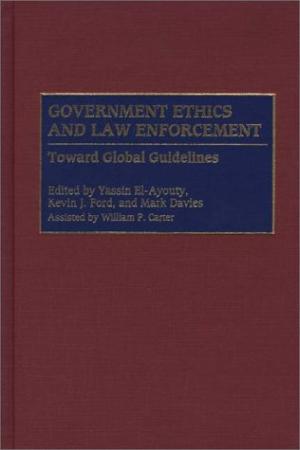 GOVERNMENT ETHICS
AND LAW ENFORCEMENT
Toward Global Guidelines
Edited by Yassin El-Ayouty,
Kevin J. Ford, and Mark Davies
Assisted by William P. Carter